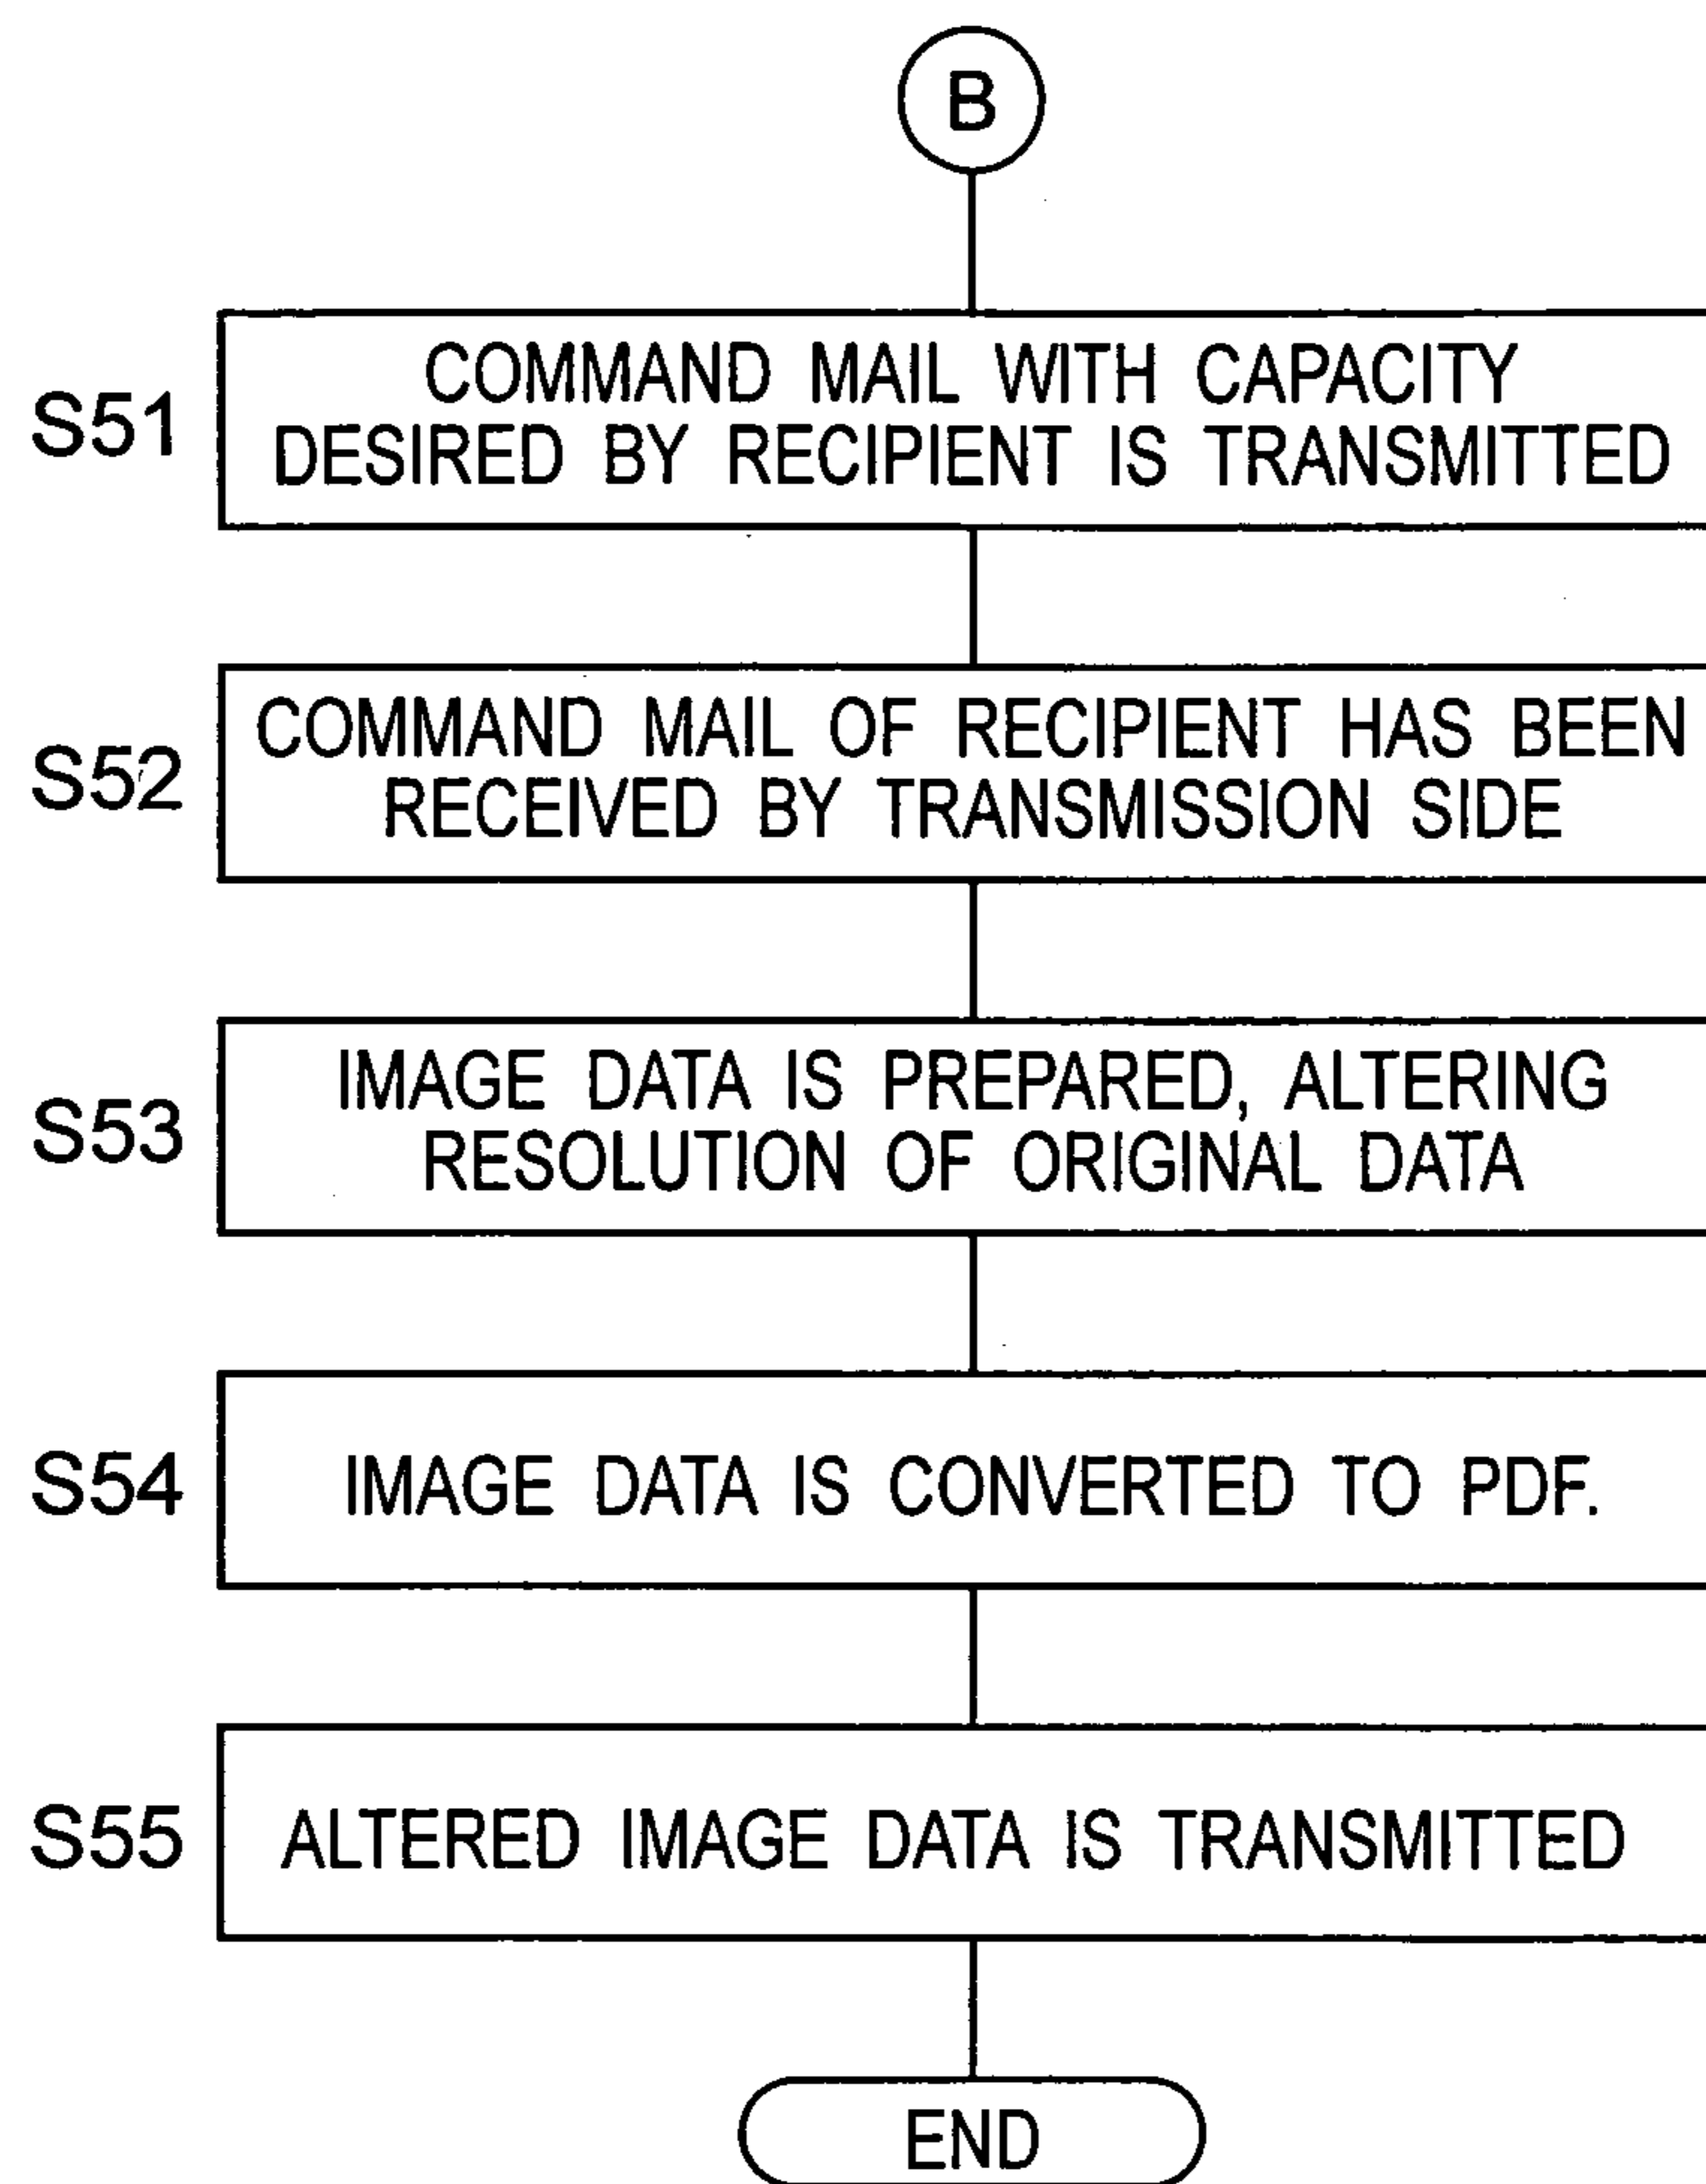 B
S51
COMMAND MAIL WITH CAPACITY
DESIRED BY RECIPIENT IS TRANSMITTED
S52
COMMAND MAIL OF RECIPIENT HAS BEEN
RECEIVED BY TRANSMISSION SIDE
S53
IMAGE DATA IS PREPARED, ALTERING
RESOLUTION OF ORIGINAL DATA
S54
IMAGE DATA IS CONVERTED TO PDF.
S55
ALTERED IMAGE DATA IS TRANSMITTED
END